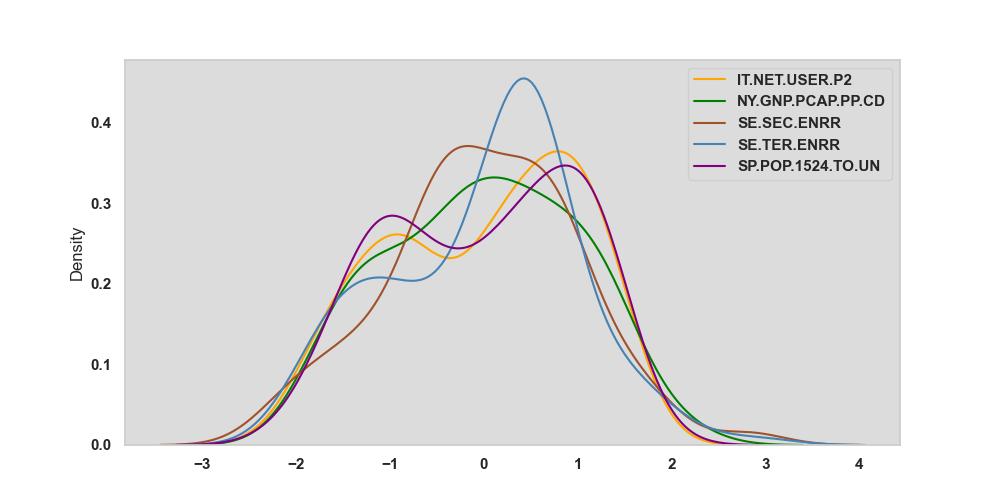 IT.NET.USER.P2
NY.GNP.PCAP.PP.CD
SE.SEC.ENRR
SE.TER.ENRR
SP.POP.1524.TO.UN
Density
0.4
0.3
0.2
0.1
0.0
−3 −2 −1 0 1 2 3 4